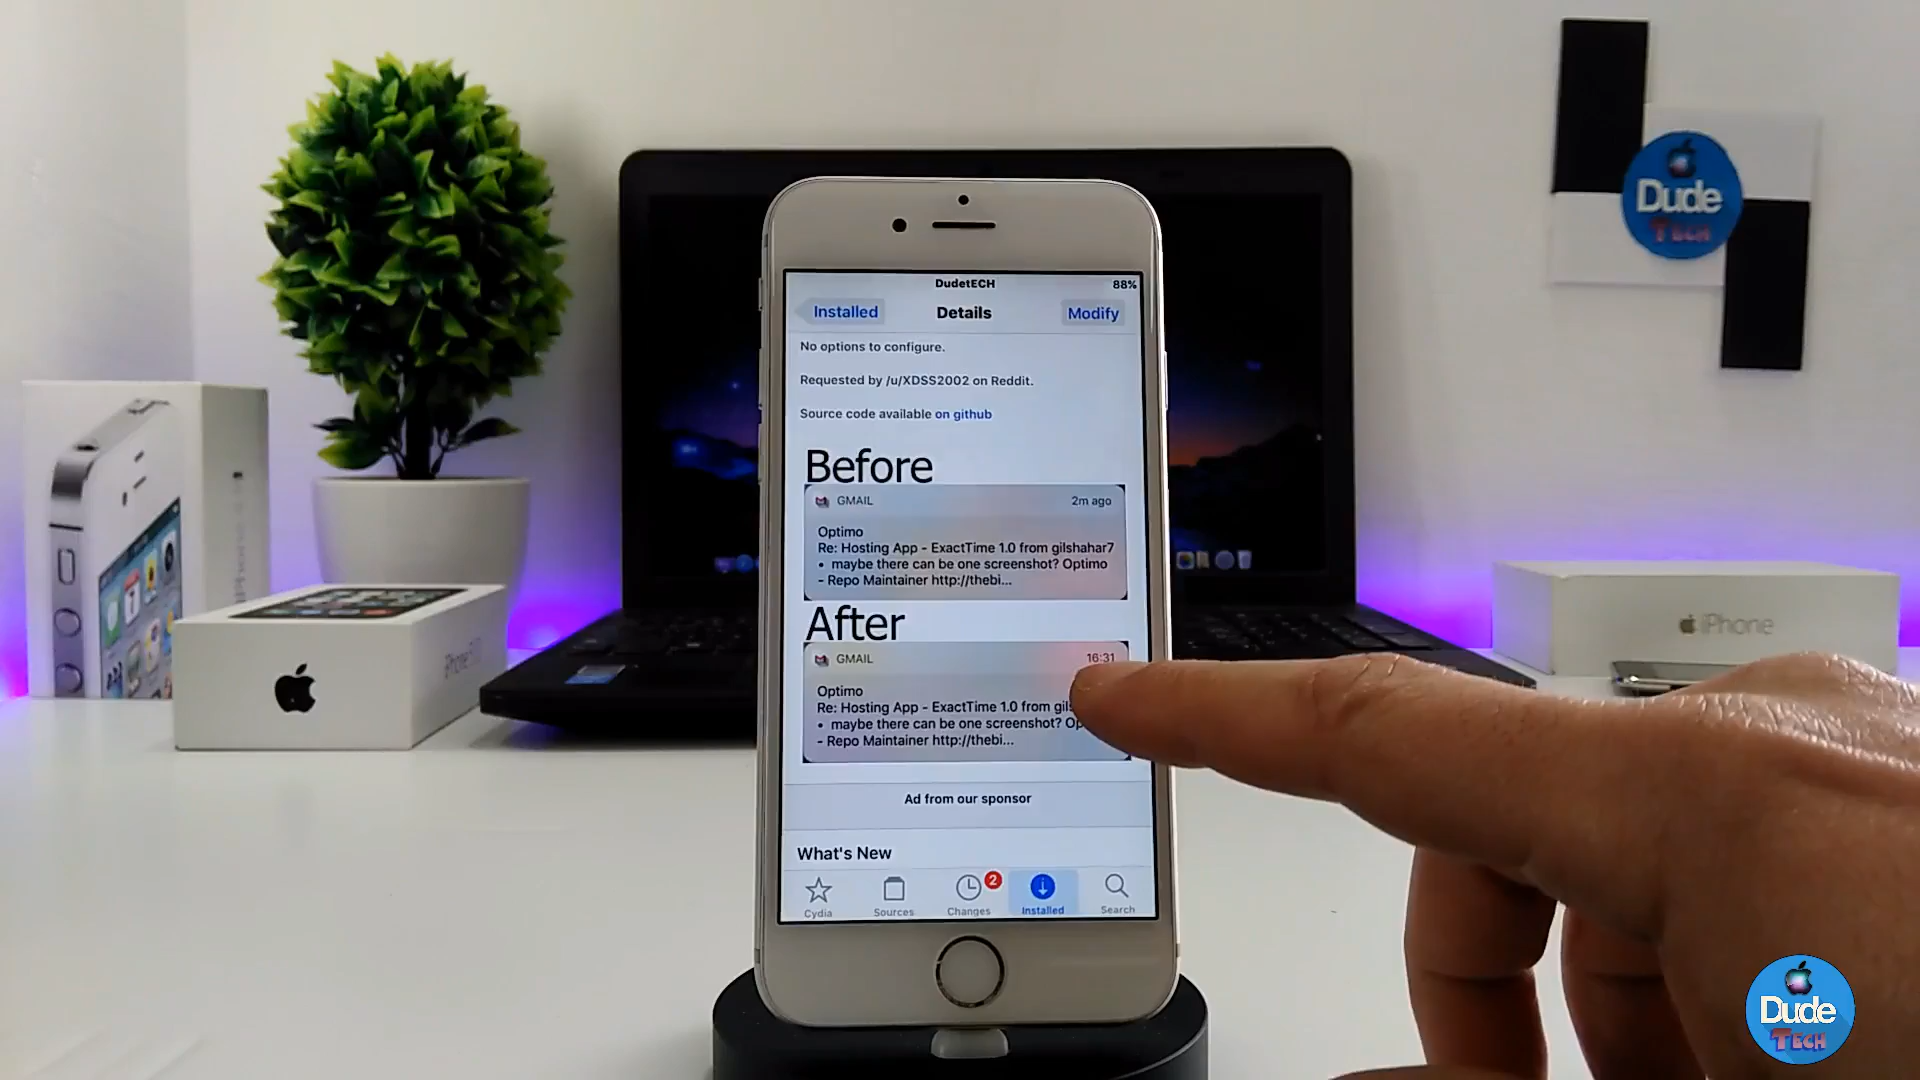 DudetECH
88%
Installed
Details
Modify
No options to configure.
Requested by /u/XDSS2002 on Reddit.
Source code available on github
Before
GMAIL
2m ago
Optimo
Re: Hosting App - ExactTime 1.0 from gilshahar7
• maybe there can be one screenshot? Optimo
- Repo Maintainer http://thebi...
After
GMAIL
16:31
Optimo
Re: Hosting App - ExactTime 1.0 from
• maybe there can be one screenshot?
- Repo Maintainer http://thebi...
Ad from our sponsor
What's New
Cydia
Sources
Changes
2
Installed
Search
Dude
TECH
iPhone
Dude
TECH